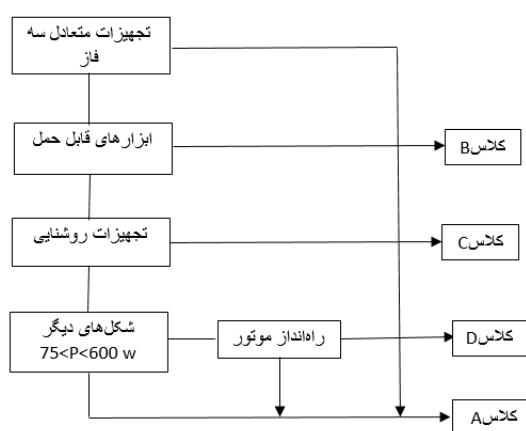 تجهیزات متعادل سه
فاز
ابزارهای قابل حمل
کلاسB
تجهیزات روشنایی
کلاسC
شکل‌های دیگر
75<P<600 w
راه‌انداز موتور
کلاسD
کلاسA